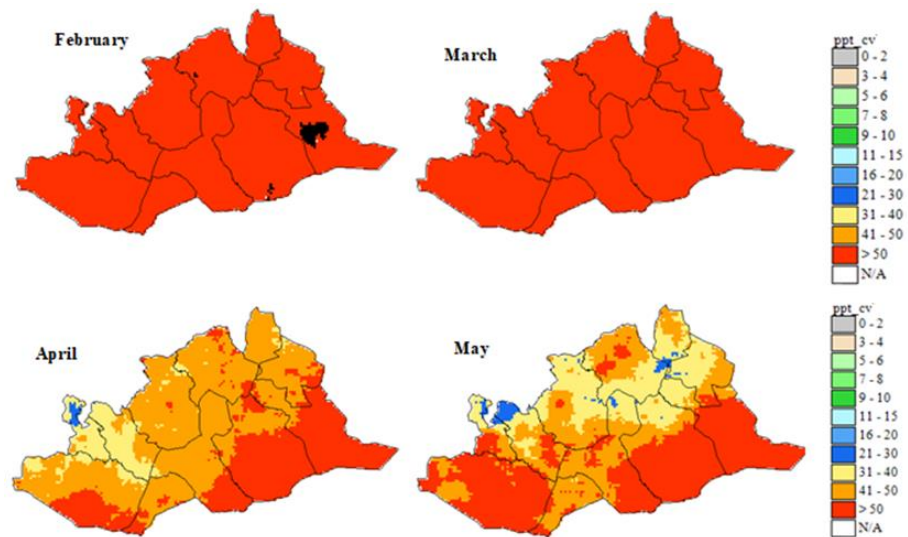 February
March
ppt_cv`
0 - 2
3 - 4
5 - 6
7 - 8
9 - 10
11 - 15
16 - 20
21 - 30
31 - 40
41 - 50
> 50
N/A
April
May
ppt_cv`
0 - 2
3 - 4
5 - 6
7 - 8
9 - 10
11 - 15
16 - 20
21 - 30
31 - 40
41 - 50
> 50
N/A